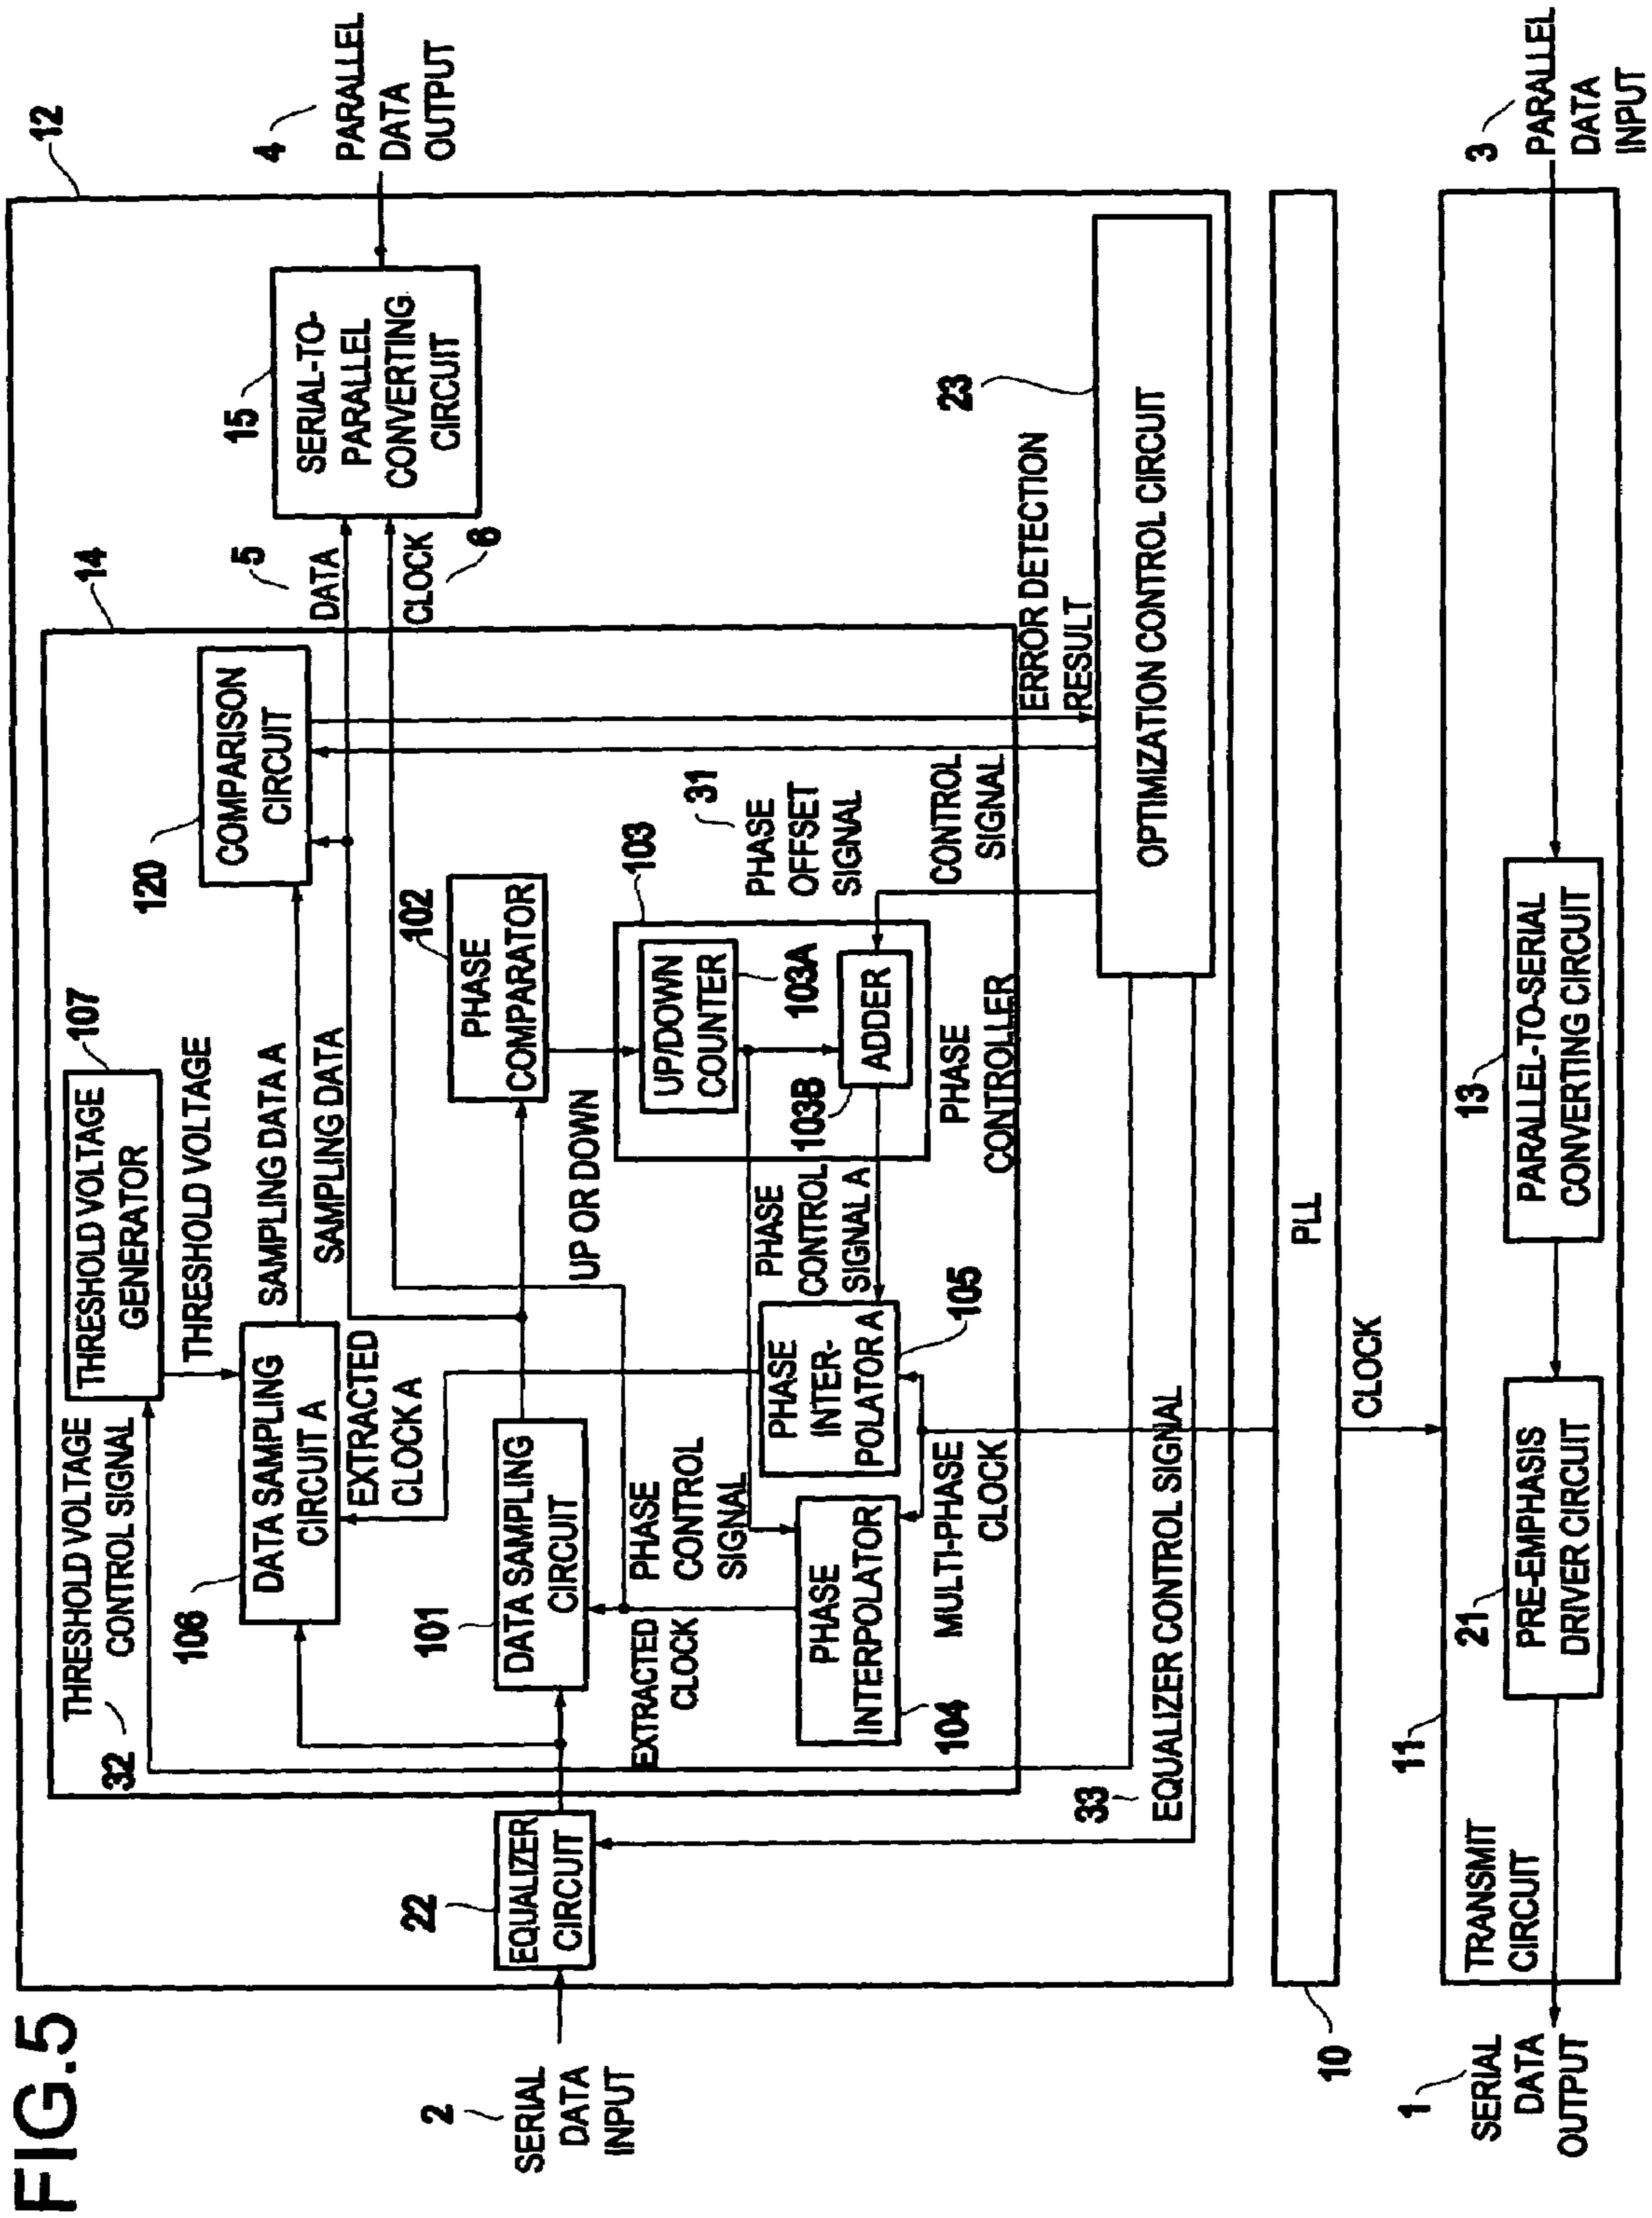 FIG.5
12
14
107
THRESHOLD VOLTAGE
GENERATOR
THRESHOLD VOLTAGE
CONTROL SIGNAL
32
THRESHOLD VOLTAGE
106
DATA SAMPLING
CIRCUIT A
SAMPLING DATA A
SAMPLING DATA
120
COMPARISON
CIRCUIT
5
DATA
CLOCK
6
15
SERIAL-TO-
PARALLEL
CONVERTING
CIRCUIT
4
PARALLEL
DATA
OUTPUT
EXTRACTED
CLOCK A
2
SERIAL
DATA
INPUT
22
EQUALIZER
CIRCUIT
101
DATA SAMPLING
CIRCUIT
102
PHASE
COMPARATOR
UP OR DOWN
103
UP/DOWN
COUNTER
103A
103B
ADDER
PHASE
CONTROLLER
31
PHASE
OFFSET
SIGNAL
CONTROL
SIGNAL
ERROR DETECTION
RESULT
23
OPTIMIZATION CONTROL CIRCUIT
EXTRACTED
CLOCK
PHASE
CONTROL
SIGNAL
PHASE
CONTROL
SIGNAL A
104
PHASE
INTERPOLATOR
PHASE
INTER-
POLATOR A
105
MULTI-PHASE
CLOCK
33
EQUALIZER CONTROL SIGNAL
10
PLL
CLOCK
11
TRANSMIT
CIRCUIT
1
SERIAL
DATA
OUTPUT
21
PRE-EMPHASIS
DRIVER CIRCUIT
13
PARALLEL-TO-SERIAL
CONVERTING CIRCUIT
3
PARALLEL
DATA
INPUT